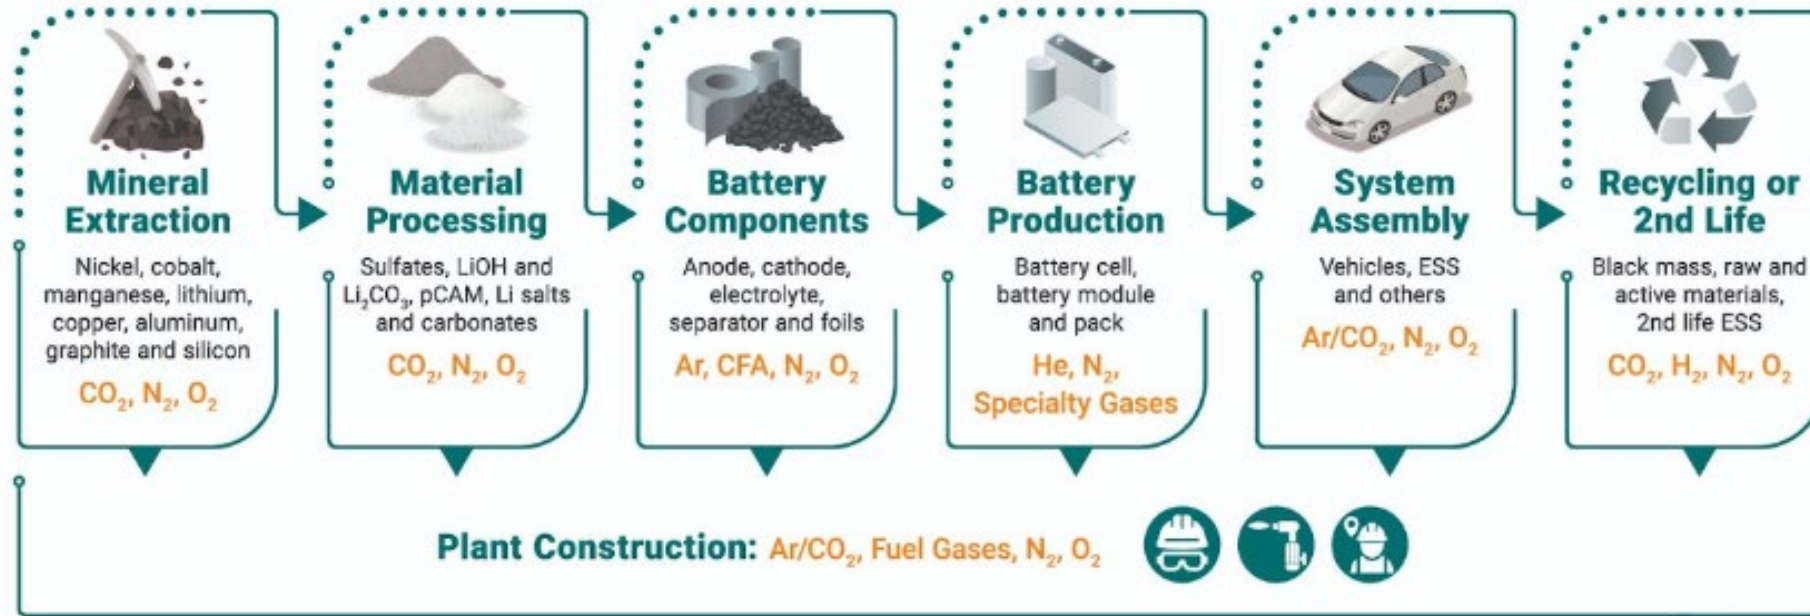 Mineral
Extraction
Nickel, cobalt,
manganese, lithium,
copper, aluminum,
graphite and silicon
CO₂, N₂, O₂
Material
Processing
Sulfates, LiOH and
Li₂CO₃, pCAM, Li salts
and carbonates
CO₂, N₂, O₂
Battery
Components
Anode, cathode,
electrolyte,
separator and foils
Ar, CFA, N₂, O₂
Battery
Production
Battery cell,
battery module
and pack
He, N₂,
Specialty Gases
System
Assembly
Vehicles, ESS
and others
Ar/CO₂, N₂, O₂
Recycling or
2nd Life
Black mass, raw and
active materials,
2nd life ESS
CO₂, H₂, N₂, O₂
Plant Construction: Ar/CO₂, Fuel Gases, N₂, O₂